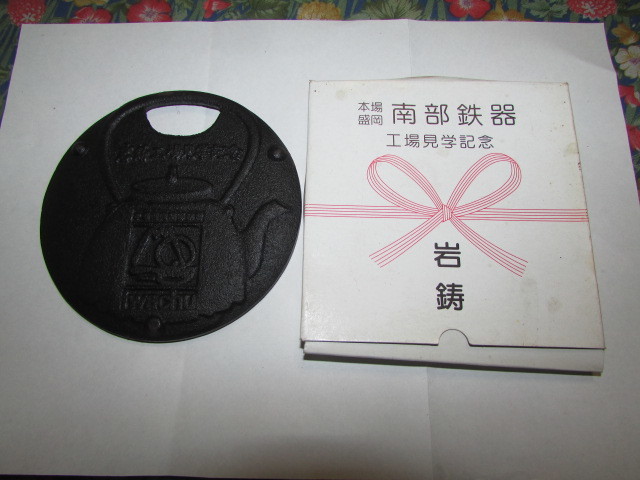 本場
盛岡
南部鉄器
工場見学記念
岩鋳
iwachu